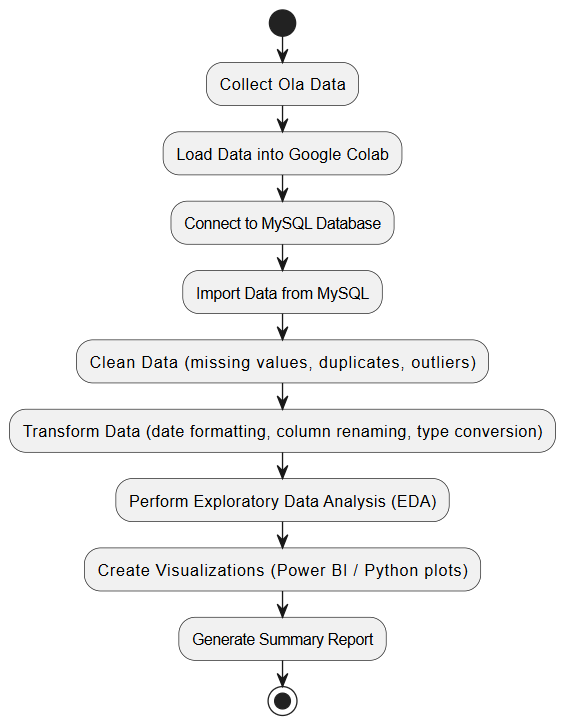 Collect Ola Data
Load Data into Google Colab
Connect to MySQL Database
Import Data from MySQL
Clean Data (missing values, duplicates, outliers)
Transform Data (date formatting, column renaming, type conversion)
Perform Exploratory Data Analysis (EDA)
Create Visualizations (Power BI / Python plots)
Generate Summary Report